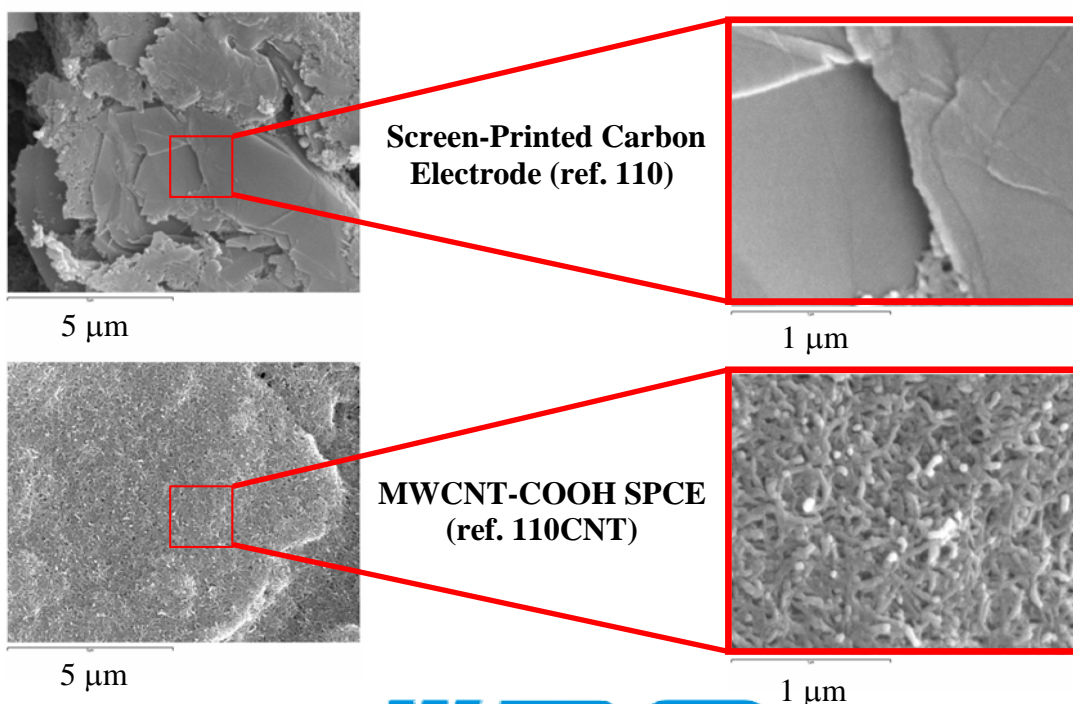 Screen-Printed Carbon
Electrode (ref. 110)
5 μm
1 μm
MWCNT-COOH SPCE
(ref. 110CNT)
5 μm
1 μm